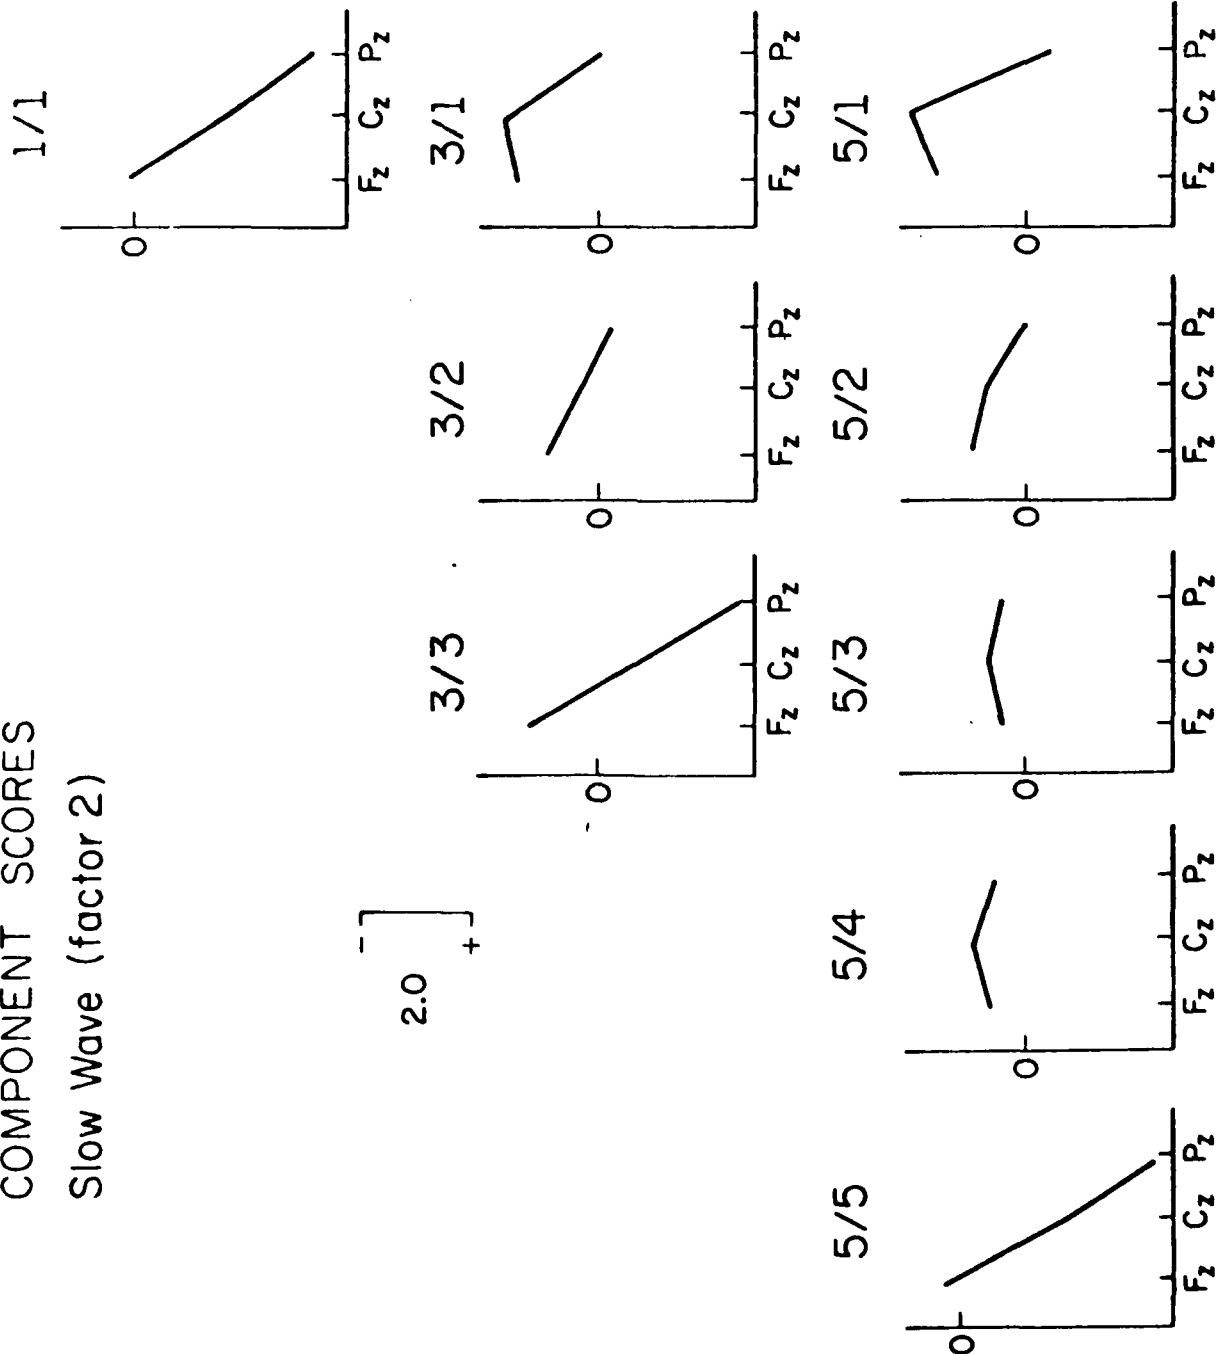 COMPONENT SCORES
Slow Wave (factor 2)
2.0
-
+
1/1
0
Fz Cz Pz
3/3
0
Fz Cz Pz
3/2
0
Fz Cz Pz
3/1
0
Fz Cz Pz
5/5
0
Fz Cz Pz
5/4
0
Fz Cz Pz
5/3
0
Fz Cz Pz
5/2
0
Fz Cz Pz
5/1
0
Fz Cz Pz